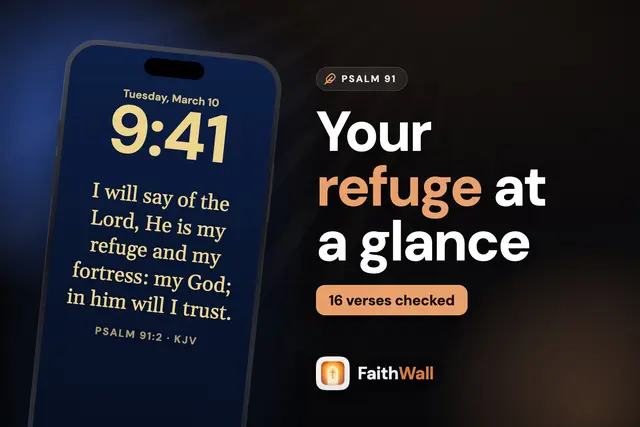 Tuesday, March 10
9:41
I will say of the
Lord, He is my
refuge and my
fortress: my God;
in him will I trust.
PSALM 91:2 · KJV
PSALM 91
Your
refuge at
a glance
16 verses checked
FaithWall